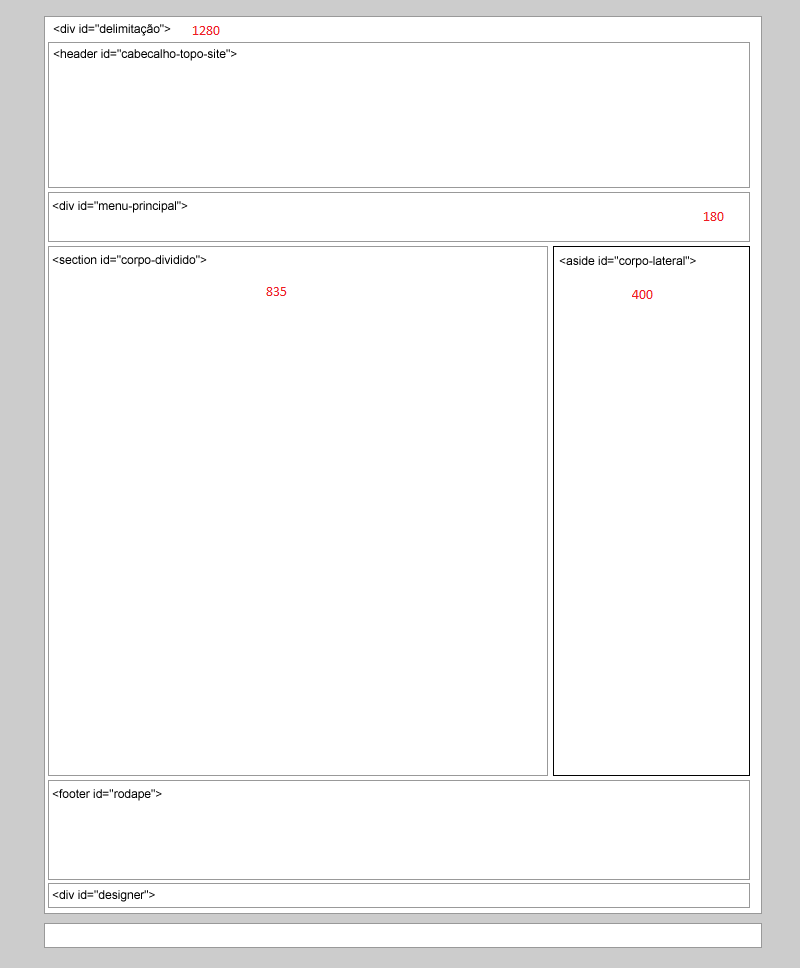 <div id="delimitação"> 1280
<header id="cabecalho-topo-site">
<div id="menu-principal">
180
<section id="corpo-dividido">
835
<aside id="corpo-lateral">
400
<footer id="rodape">
<div id="designer">